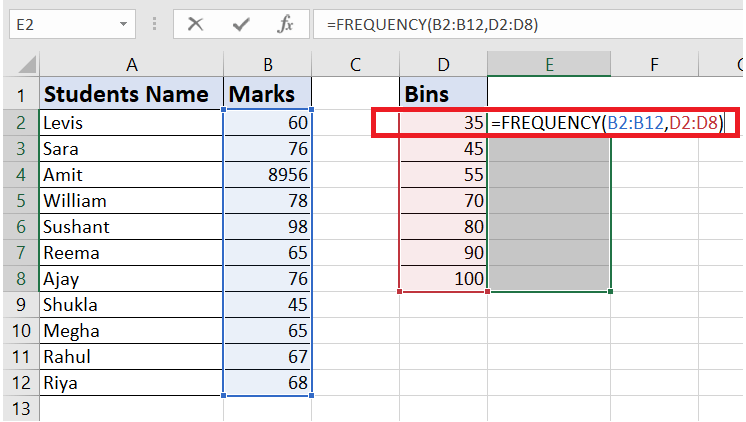 E2 =FREQUENCY(B2:B12,D2:D8)
A B C D E F
1 Students Name Marks Bins
2 Levis 60 35 =FREQUENCY(B2:B12,D2:D8)
3 Sara 76 45
4 Amit 8956 55
5 William 78 70
6 Sushant 98 80
7 Reema 65 90
8 Ajay 76 100
9 Shukla 45
10 Megha 65
11 Rahul 67
12 Riya 68
13